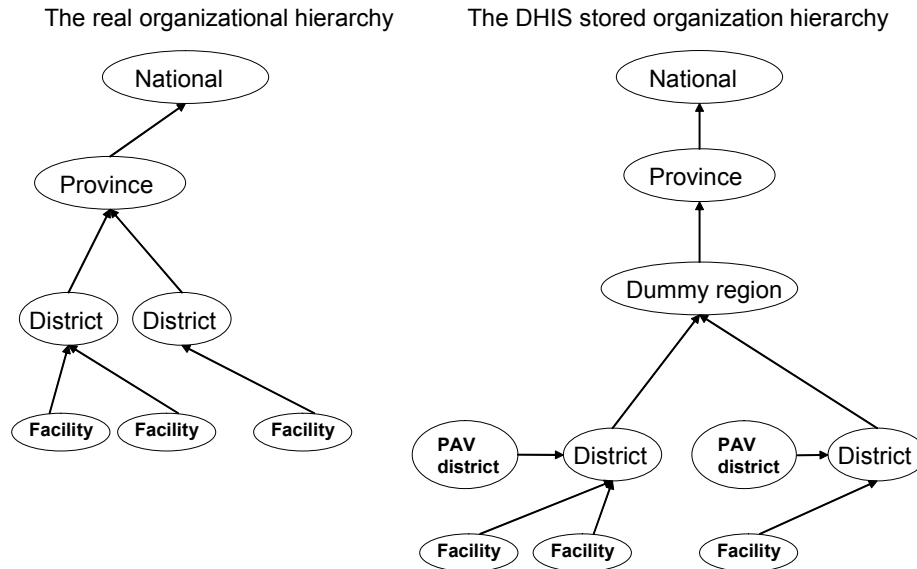 The real organizational hierarchy
The DHIS stored organization hierarchy
National
Province
District
District
Facility
Facility
Facility
National
Province
Dummy region
PAV
district
District
PAV
district
District
Facility
Facility
Facility